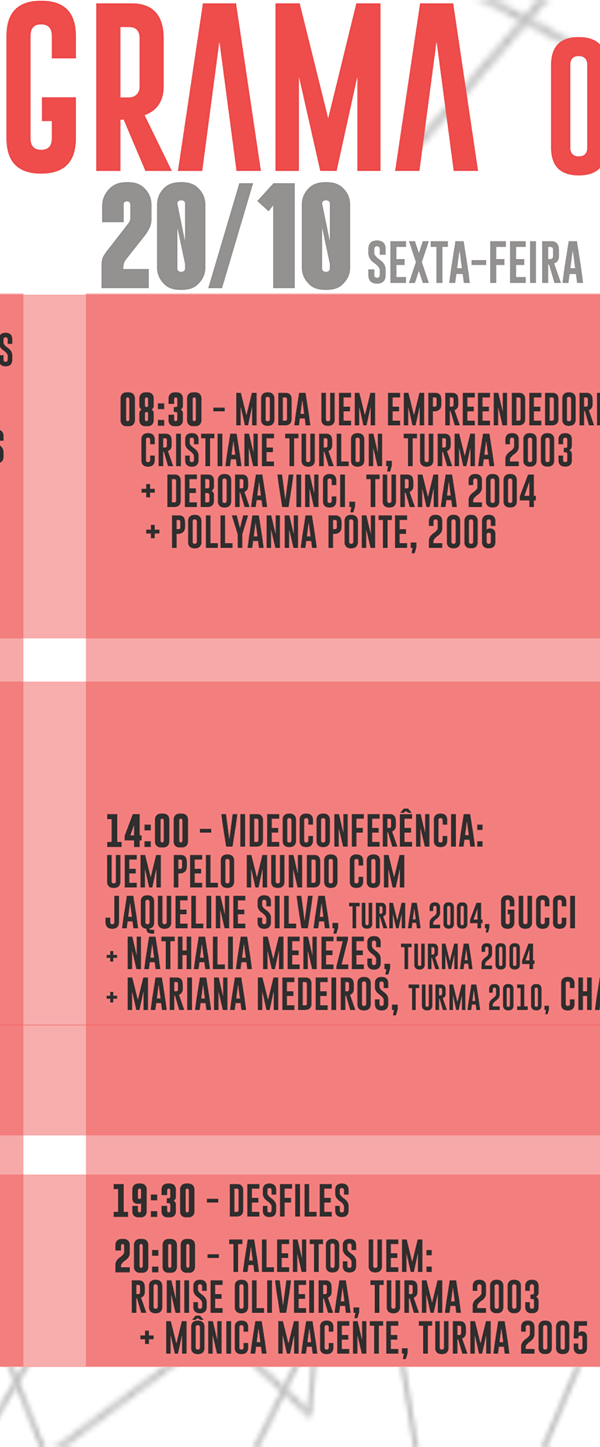 GRAMA O
20/10 SEXTA-FEIRA
S
S
08:30 - MODA UEM EMPREENDEDOR
CRISTIANE TURLON, TURMA 2003
+ DEBORA VINCI, TURMA 2004
+ POLLYANNA PONTE, 2006
14:00 - VIDEOCONFERÊNCIA:
UEM PELO MUNDO COM
JAQUELINE SILVA, TURMA 2004, GUCCI
+ NATHALIA MENEZES, TURMA 2004
+ MARIANA MEDEIROS, TURMA 2010, CHA
19:30 - DESFILES
20:00 - TALENTOS UEM:
RONISE OLIVEIRA, TURMA 2003
+ MÔNICA MACENTE, TURMA 2005